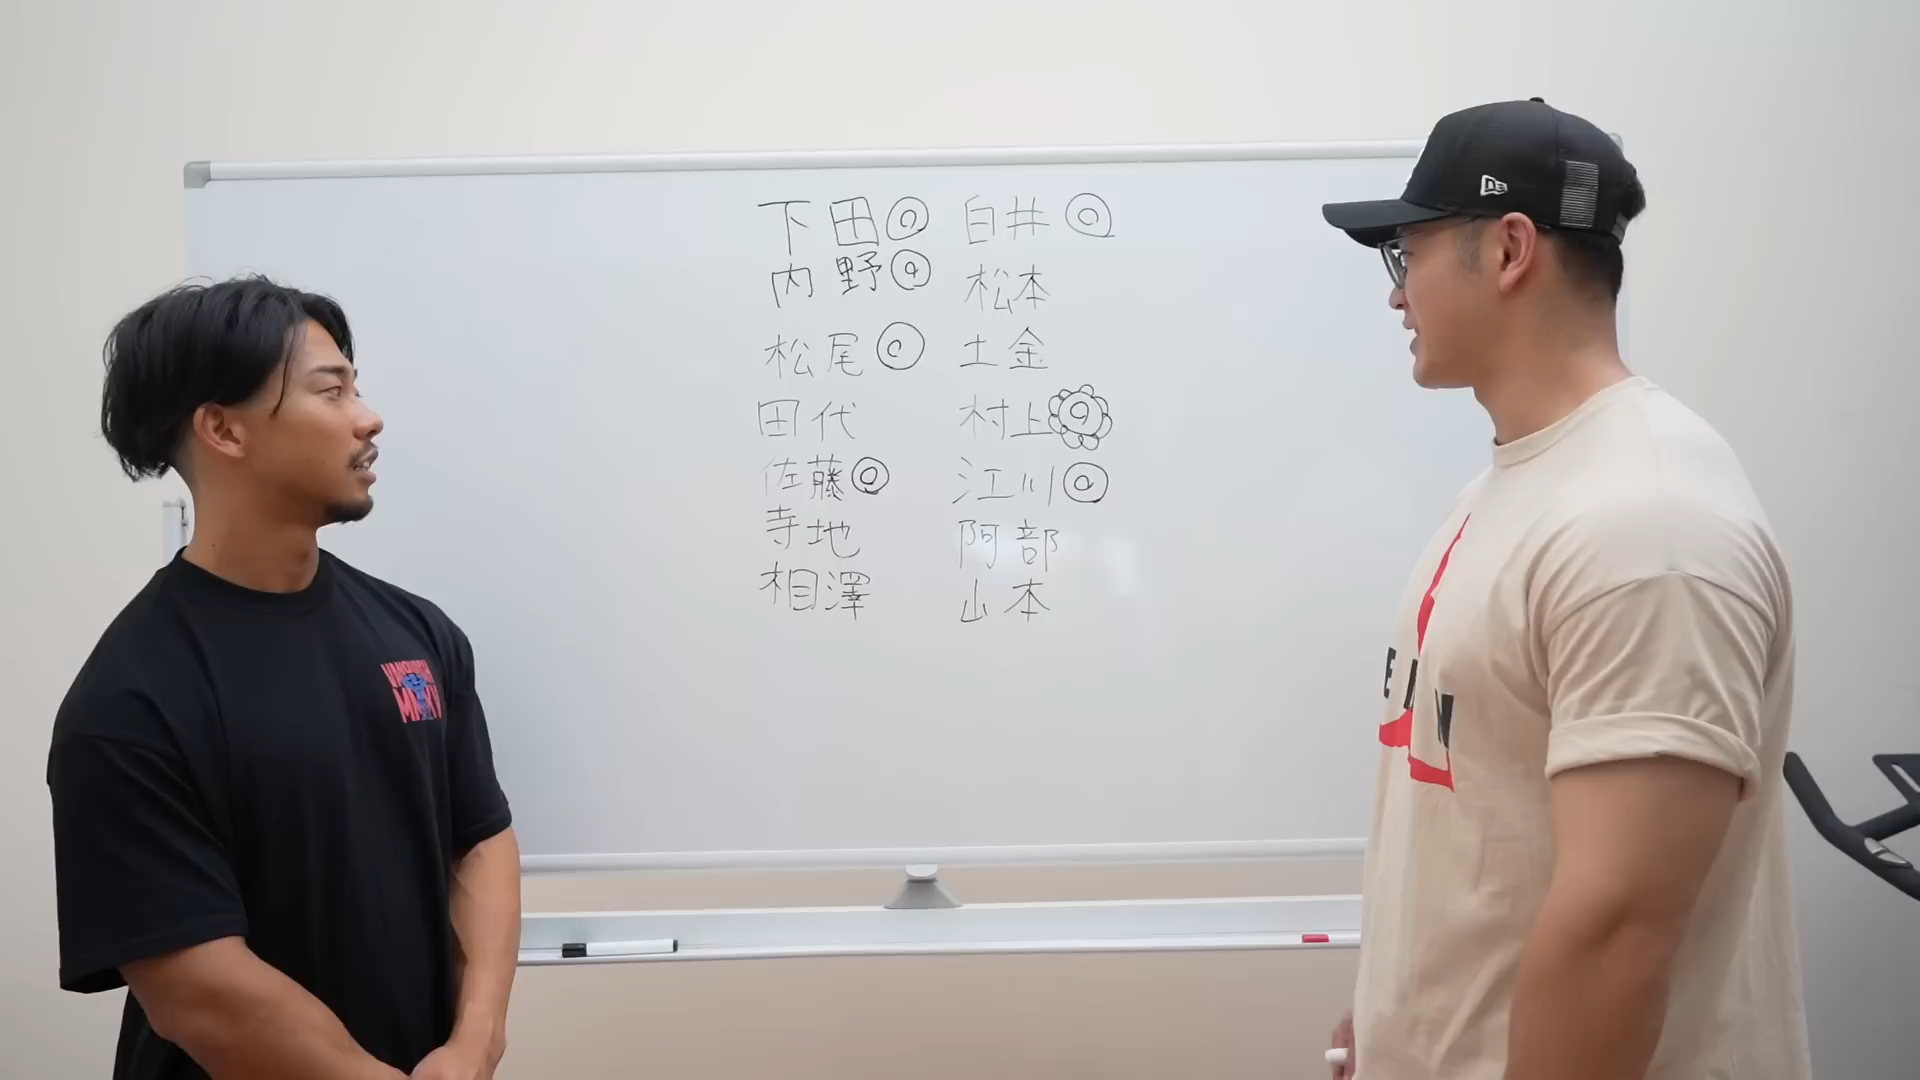 下田◎ 白井◎
内野◎ 松本
松尾◎ 土金
田代 村上◎
佐藤◎ 江川◎
寺地 阿部
相澤 山本